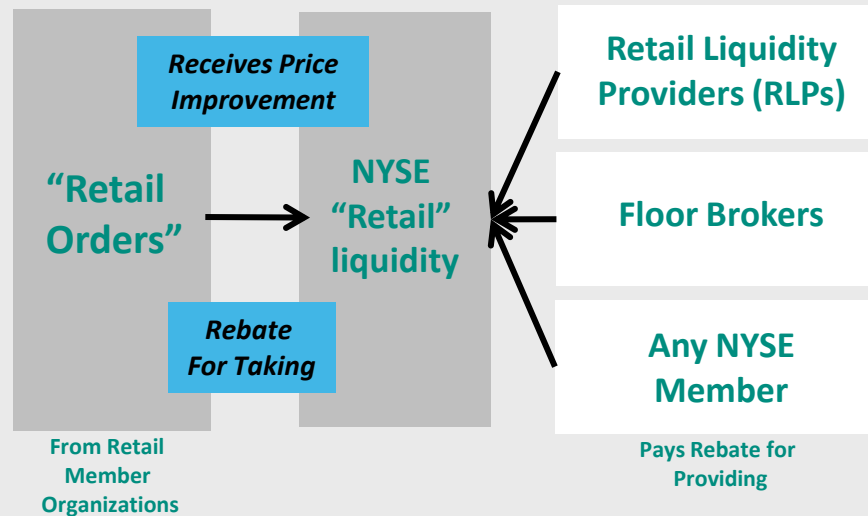 Receives Price
Improvement
“Retail
Orders”
NYSE
“Retail”
liquidity
Rebate
For Taking
From Retail
Member
Organizations
Retail Liquidity
Providers (RLPs)
Floor Brokers
Any NYSE
Member
Pays Rebate for
Providing